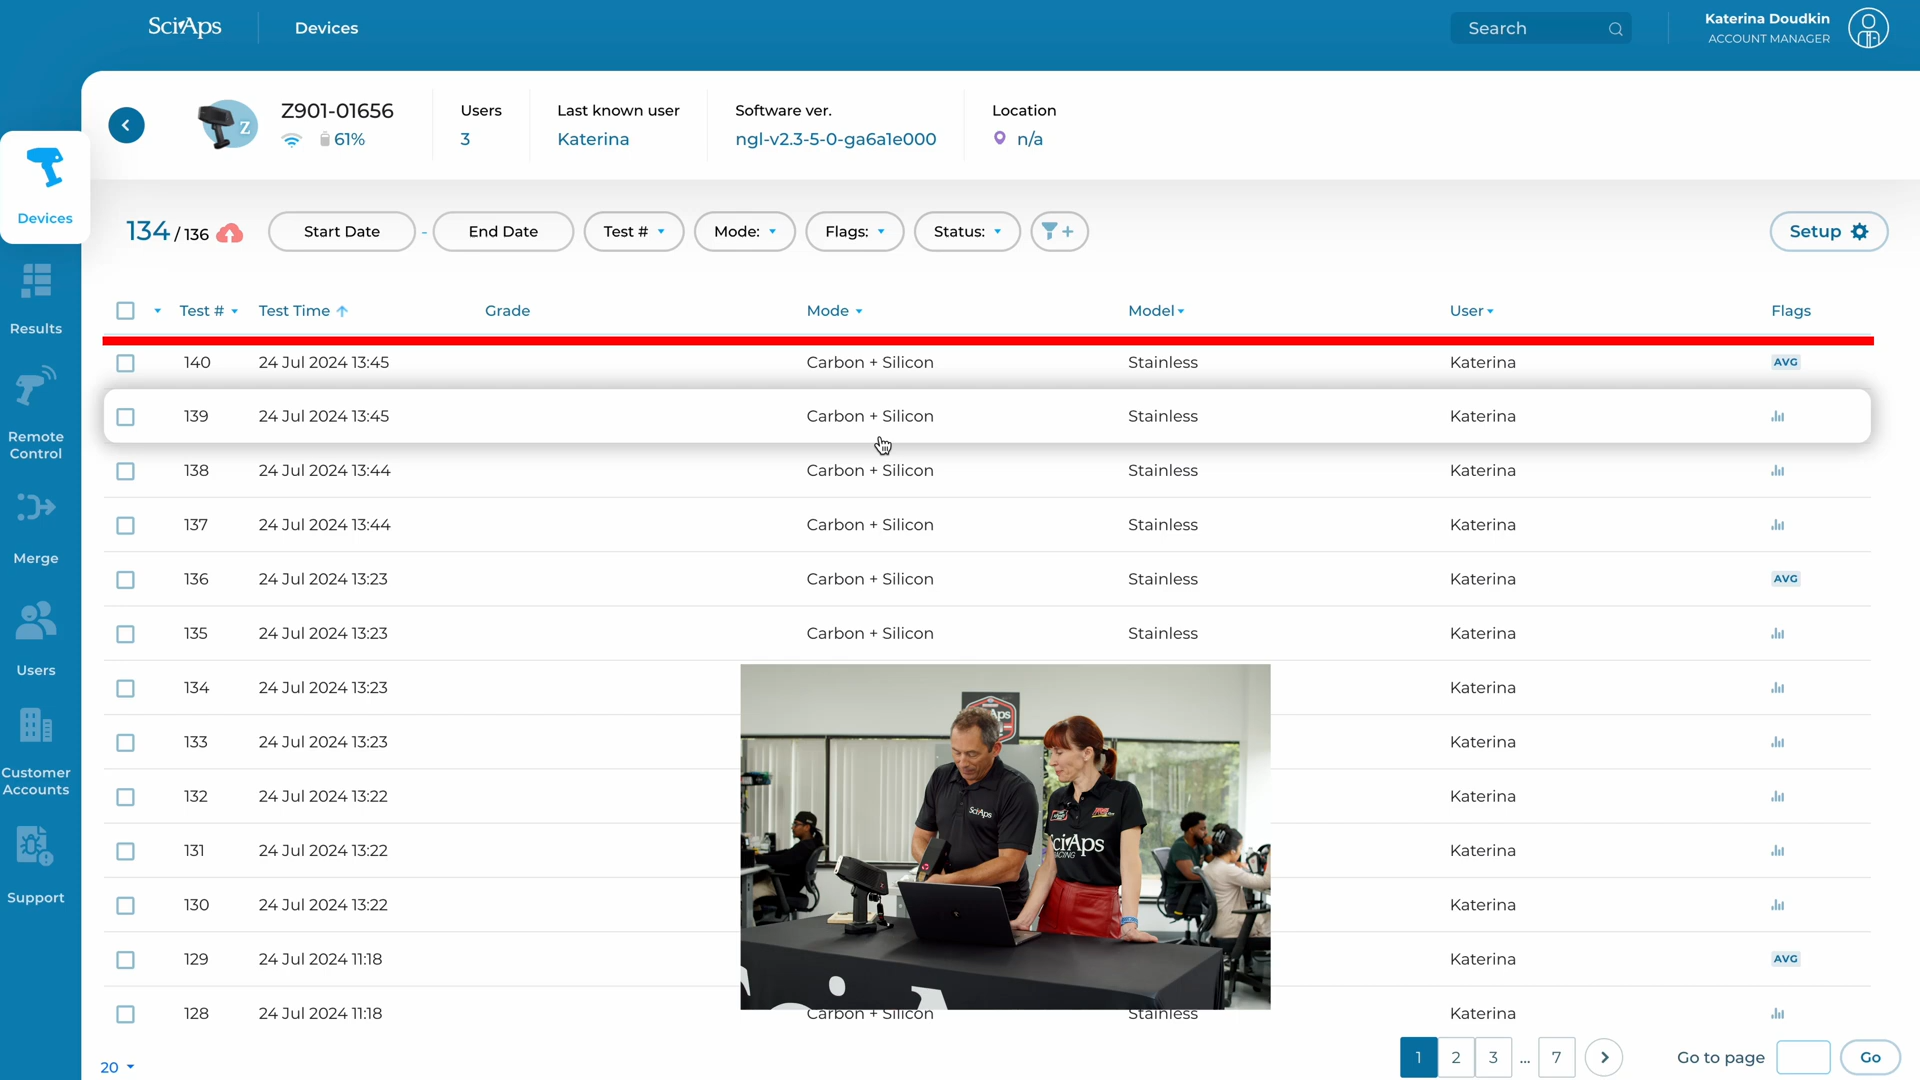 SciAps
Devices
Search
Katerina Doudkin
ACCOUNT MANAGER
Z901-01656
61%
Users
3
Last known user
Katerina
Software ver.
ngl-v2.3-5-0-ga6a1e000
Location
n/a
Devices
Results
Remote
Control
Merge
Users
Customer
Accounts
Support
134 / 136
Start Date - End Date Test # Mode: Flags: Status: +
Setup
Test # Test Time Grade Mode Model User Flags
140 24 Jul 2024 13:45 Carbon + Silicon Stainless Katerina AVG
139 24 Jul 2024 13:45 Carbon + Silicon Stainless Katerina
138 24 Jul 2024 13:44 Carbon + Silicon Stainless Katerina
137 24 Jul 2024 13:44 Carbon + Silicon Stainless Katerina
136 24 Jul 2024 13:23 Carbon + Silicon Stainless Katerina AVG
135 24 Jul 2024 13:23 Carbon + Silicon Stainless Katerina
134 24 Jul 2024 13:23 Katerina
133 24 Jul 2024 13:23 Katerina
132 24 Jul 2024 13:22 Katerina
131 24 Jul 2024 13:22 Katerina
130 24 Jul 2024 13:22 Katerina
129 24 Jul 2024 11:18 Katerina AVG
128 24 Jul 2024 11:18 Carbon + Silicon Stainless Katerina
SciAps
SciAps
RACING
20
1 2 3 ... 7
Go to page
Go